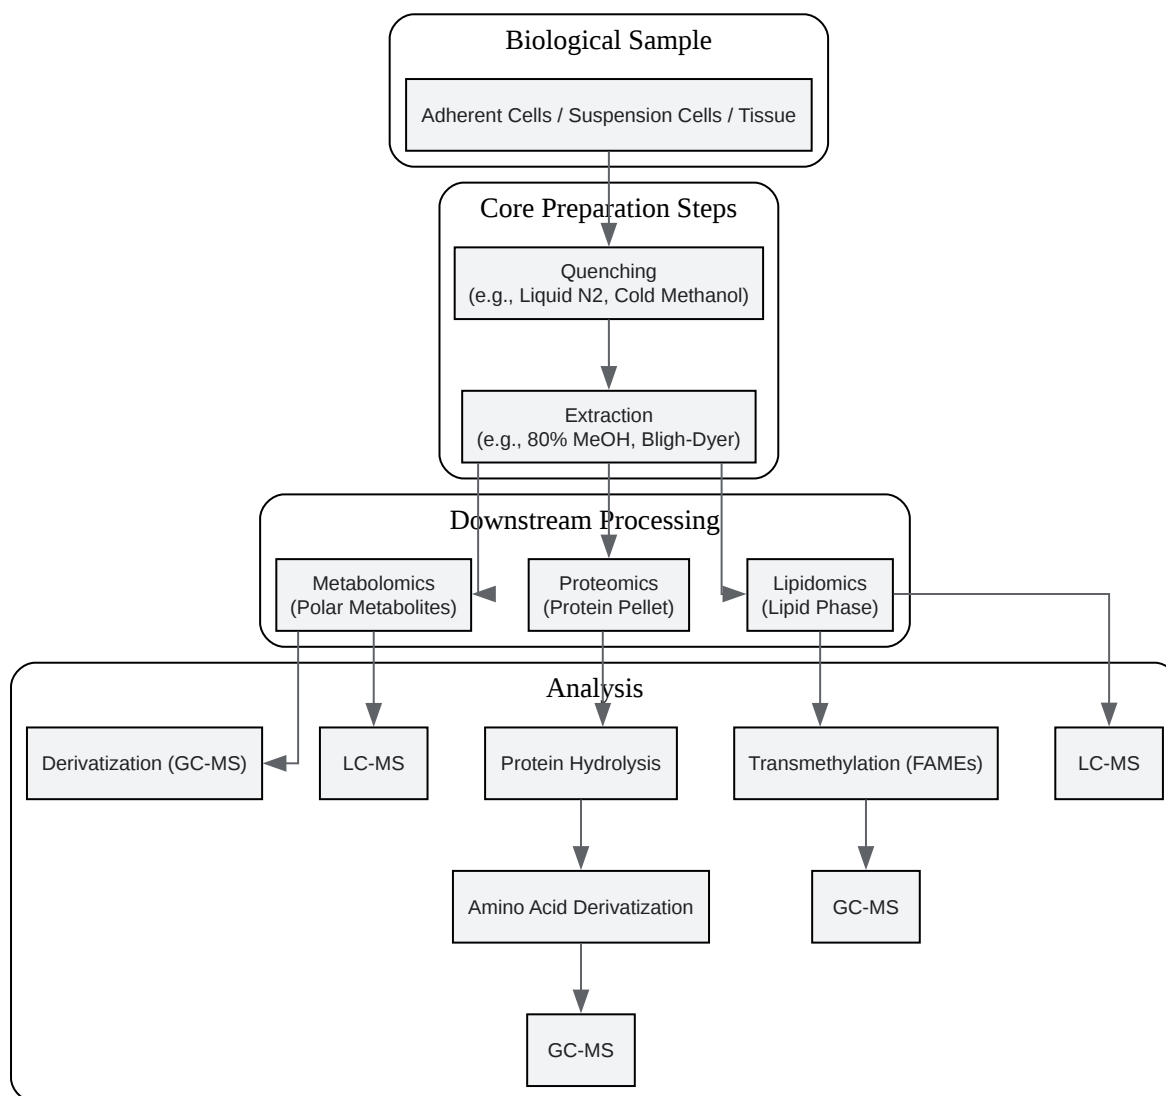 Biological Sample
Adherent Cells / Suspension Cells / Tissue
Core Preparation Steps
Quenching
(e.g., Liquid N2, Cold Methanol)
Extraction
(e.g., 80% MeOH, Bligh-Dyer)
Downstream Processing
Metabolomics
(Polar Metabolites)
Proteomics
(Protein Pellet)
Lipidomics
(Lipid Phase)
Analysis
Derivatization (GC-MS)
LC-MS
Protein Hydrolysis
Transmethylation (FAMEs)
LC-MS
Amino Acid Derivatization
GC-MS
GC-MS